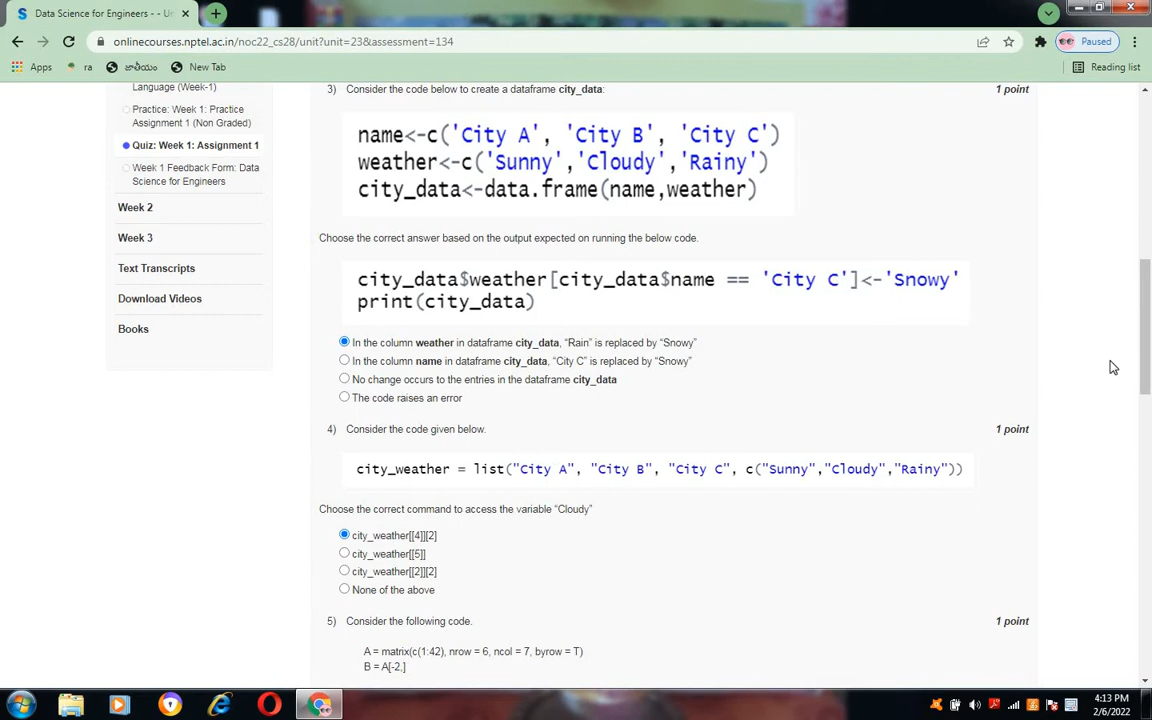 Data Science for Engineers - - Un
onlinecourses.nptel.ac.in/noc22_cs28/unit?unit=23&assessment=134
Paused
Apps
ra
జాతీయం
New Tab
Reading list
Language (Week-1)
Practice: Week 1: Practice
Assignment 1 (Non Graded)
Quiz: Week 1: Assignment 1
Week 1 Feedback Form: Data
Science for Engineers
Week 2
Week 3
Text Transcripts
Download Videos
Books
3) Consider the code below to create a dataframe city_data:
1 point
name<-c('City A', 'City B', 'City C')
weather<-c('Sunny','Cloudy','Rainy')
city_data<-data.frame(name,weather)
Choose the correct answer based on the output expected on running the below code.
city_data$weather[city_data$name == 'City C']<-'Snowy'
print(city_data)
In the column weather in dataframe city_data, “Rain” is replaced by “Snowy”
In the column name in dataframe city_data, “City C” is replaced by “Snowy”
No change occurs to the entries in the dataframe city_data
The code raises an error
4) Consider the code given below.
1 point
city_weather = list("City A", "City B", "City C", c("Sunny","Cloudy","Rainy"))
Choose the correct command to access the variable “Cloudy”
city_weather[[4]][2]
city_weather[[5]]
city_weather[[2]][2]
None of the above
5) Consider the following code.
1 point
A = matrix(c(1:42), nrow = 6, ncol = 7, byrow = T)
B = A[-2,]
4:13 PM
2/6/2022